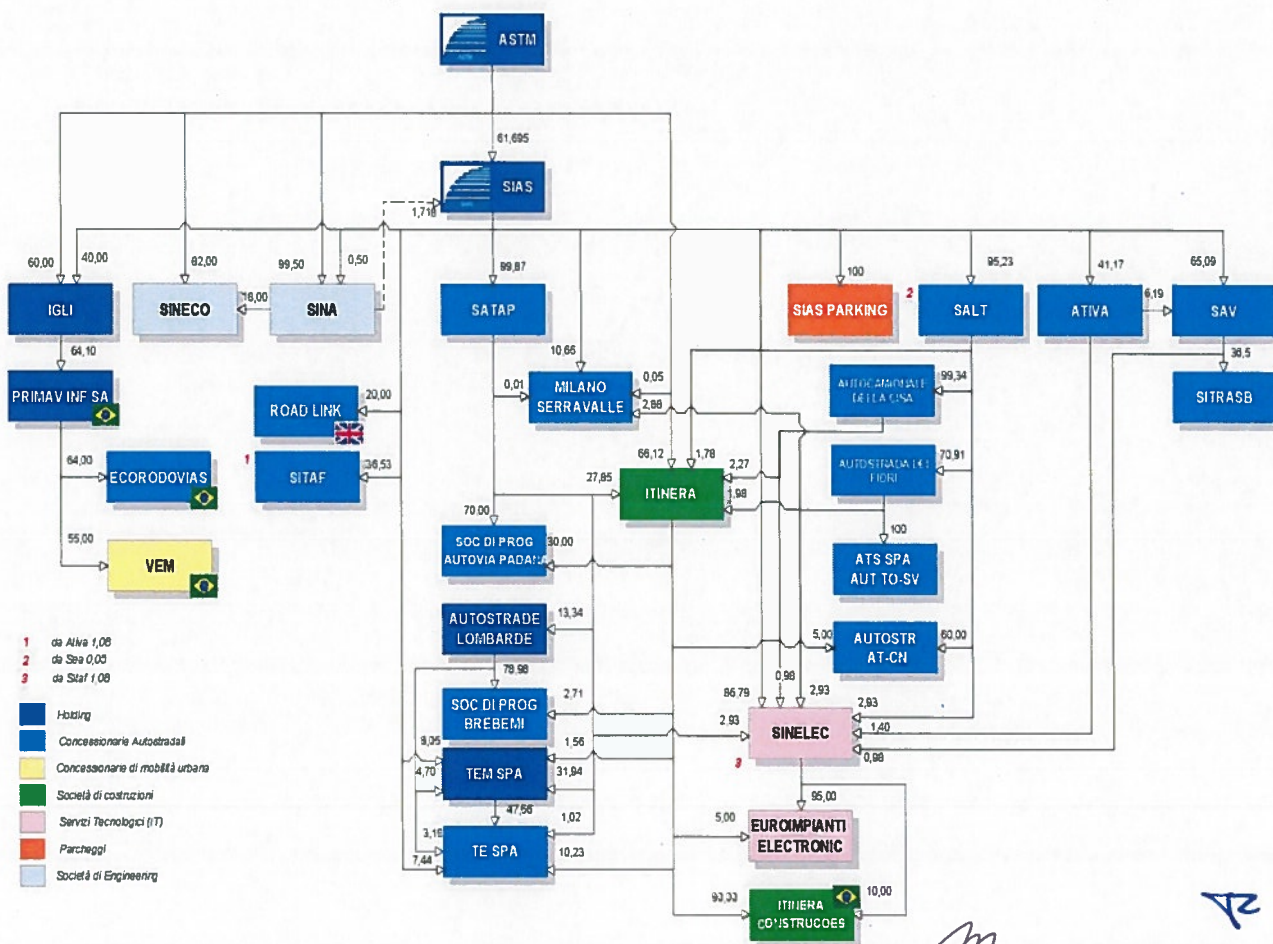 ASTM
61,695
SIAS
1,718
60,00
40,00
82,00
99,50
0,50
99,87
100
2
95,23
41,17
65,09
IGLI
SINECO
18,00
SINA
SATAP
SIAS PARKING
SALT
ATIVA
6,19
SAV
64,10
10,66
36,5
PRIMAV INF SA
ROAD LINK
20,00
0,01
MILANO
SERRAVALLE
0,05
2,88
AUTOCAMIONALE
DELLA CISA
99,34
SITRASB
64,00
ECORODOVIAS
1
SITAF
36,53
27,85
66,12
1,78
ITINERA
2,27
1,98
AUTOSTRADA DEI
FIORI
70,91
55,00
VEM
70,00
SOC DI PROG
AUTOVIA PADANA
30,00
100
ATS SPA
AUT TO-SV
AUTOSTRADE
LOMBARDE
13,34
5,00
AUTOSTR
AT-CN
60,00
1 da Ativa 1,08
2 da Sea 0,05
3 da Sitaf 1,08
78,98
0,98
86,79
2,93
Holding
SOC DI PROG
BREBEMI
2,71
2,93
SINELEC
2,93
1,40
0,98
3
Concessionarie Autostradali
Concessionarie di mobilità urbana
4,70
TEM SPA
1,56
31,94
Società di costruzioni
47,56
95,00
Servizi Tecnologici (IT)
7,44
TE SPA
1,02
10,23
5,00
EUROIMPIANTI
ELECTRONIC
Parcheggi
Società di Engineering
ITINERA
CONSTRUCOES
10,00